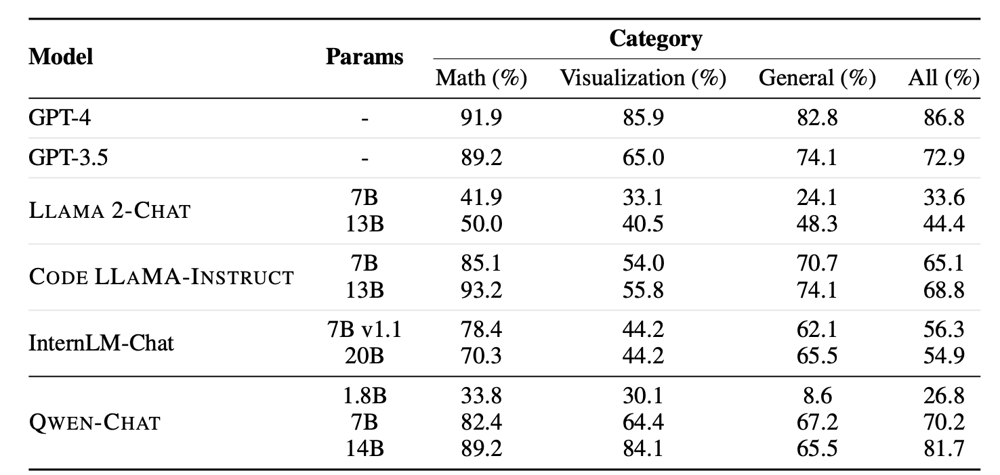 Model Params Category
Math (%) Visualization (%) General (%) All (%)
GPT-4 - 91.9 85.9 82.8 86.8
GPT-3.5 - 89.2 65.0 74.1 72.9
LLAMA 2-CHAT 7B 41.9 33.1 24.1 33.6
13B 50.0 40.5 48.3 44.4
CODE LLAMA-INSTRUCT 7B 85.1 54.0 70.7 65.1
13B 93.2 55.8 74.1 68.8
InternLM-Chat 7B v1.1 78.4 44.2 62.1 56.3
20B 70.3 44.2 65.5 54.9
QWEN-CHAT 1.8B 33.8 30.1 8.6 26.8
7B 82.4 64.4 67.2 70.2
14B 89.2 84.1 65.5 81.7